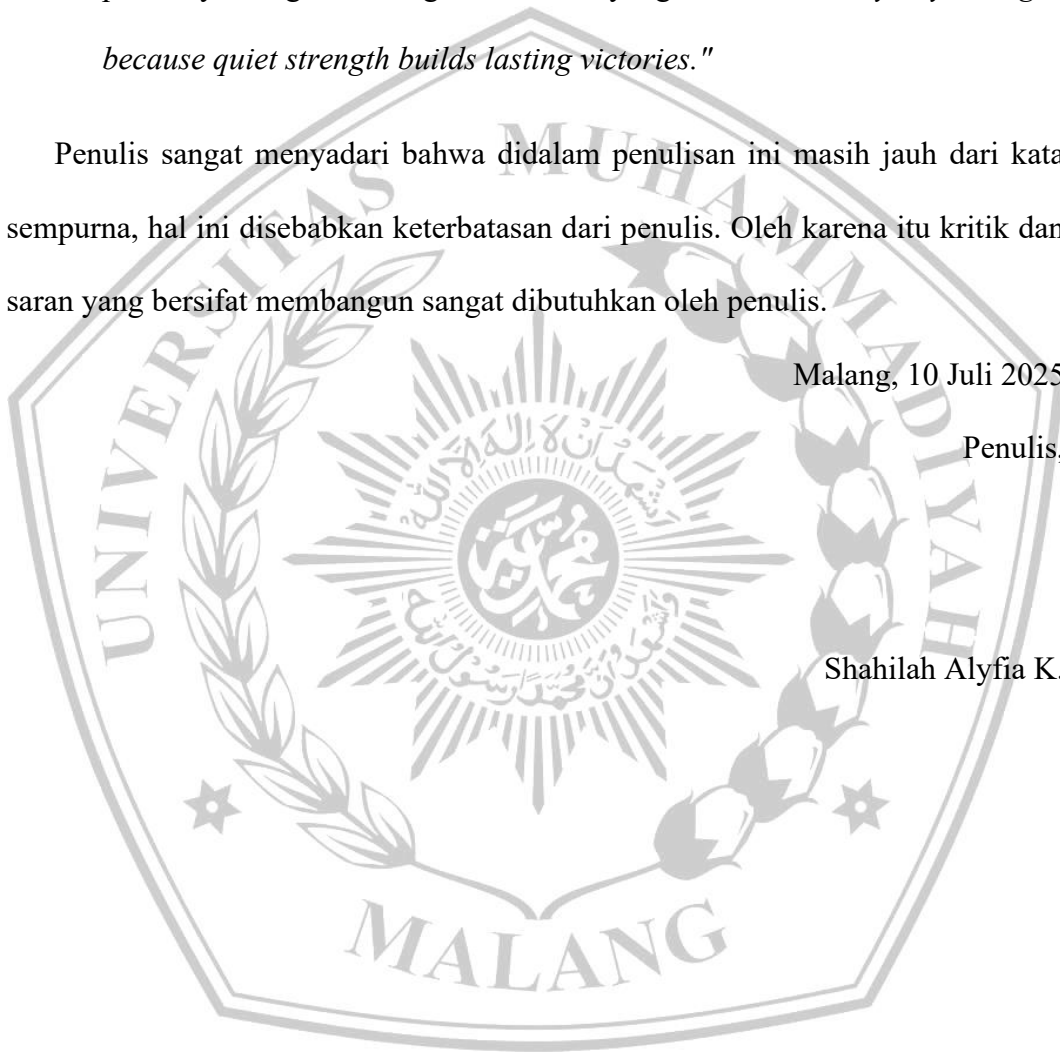 because quiet strength builds lasting victories."
Penulis sangat menyadari bahwa didalam penulisan ini masih jauh dari kata
sempurna, hal ini disebabkan keterbatasan dari penulis. Oleh karena itu kritik dan
saran yang bersifat membangun sangat dibutuhkan oleh penulis.
Malang, 10 Juli 2025
Penulis,
Shahilah Alyfia K.
UNIVERSITAS MUHAMMADIYAH
MALANG